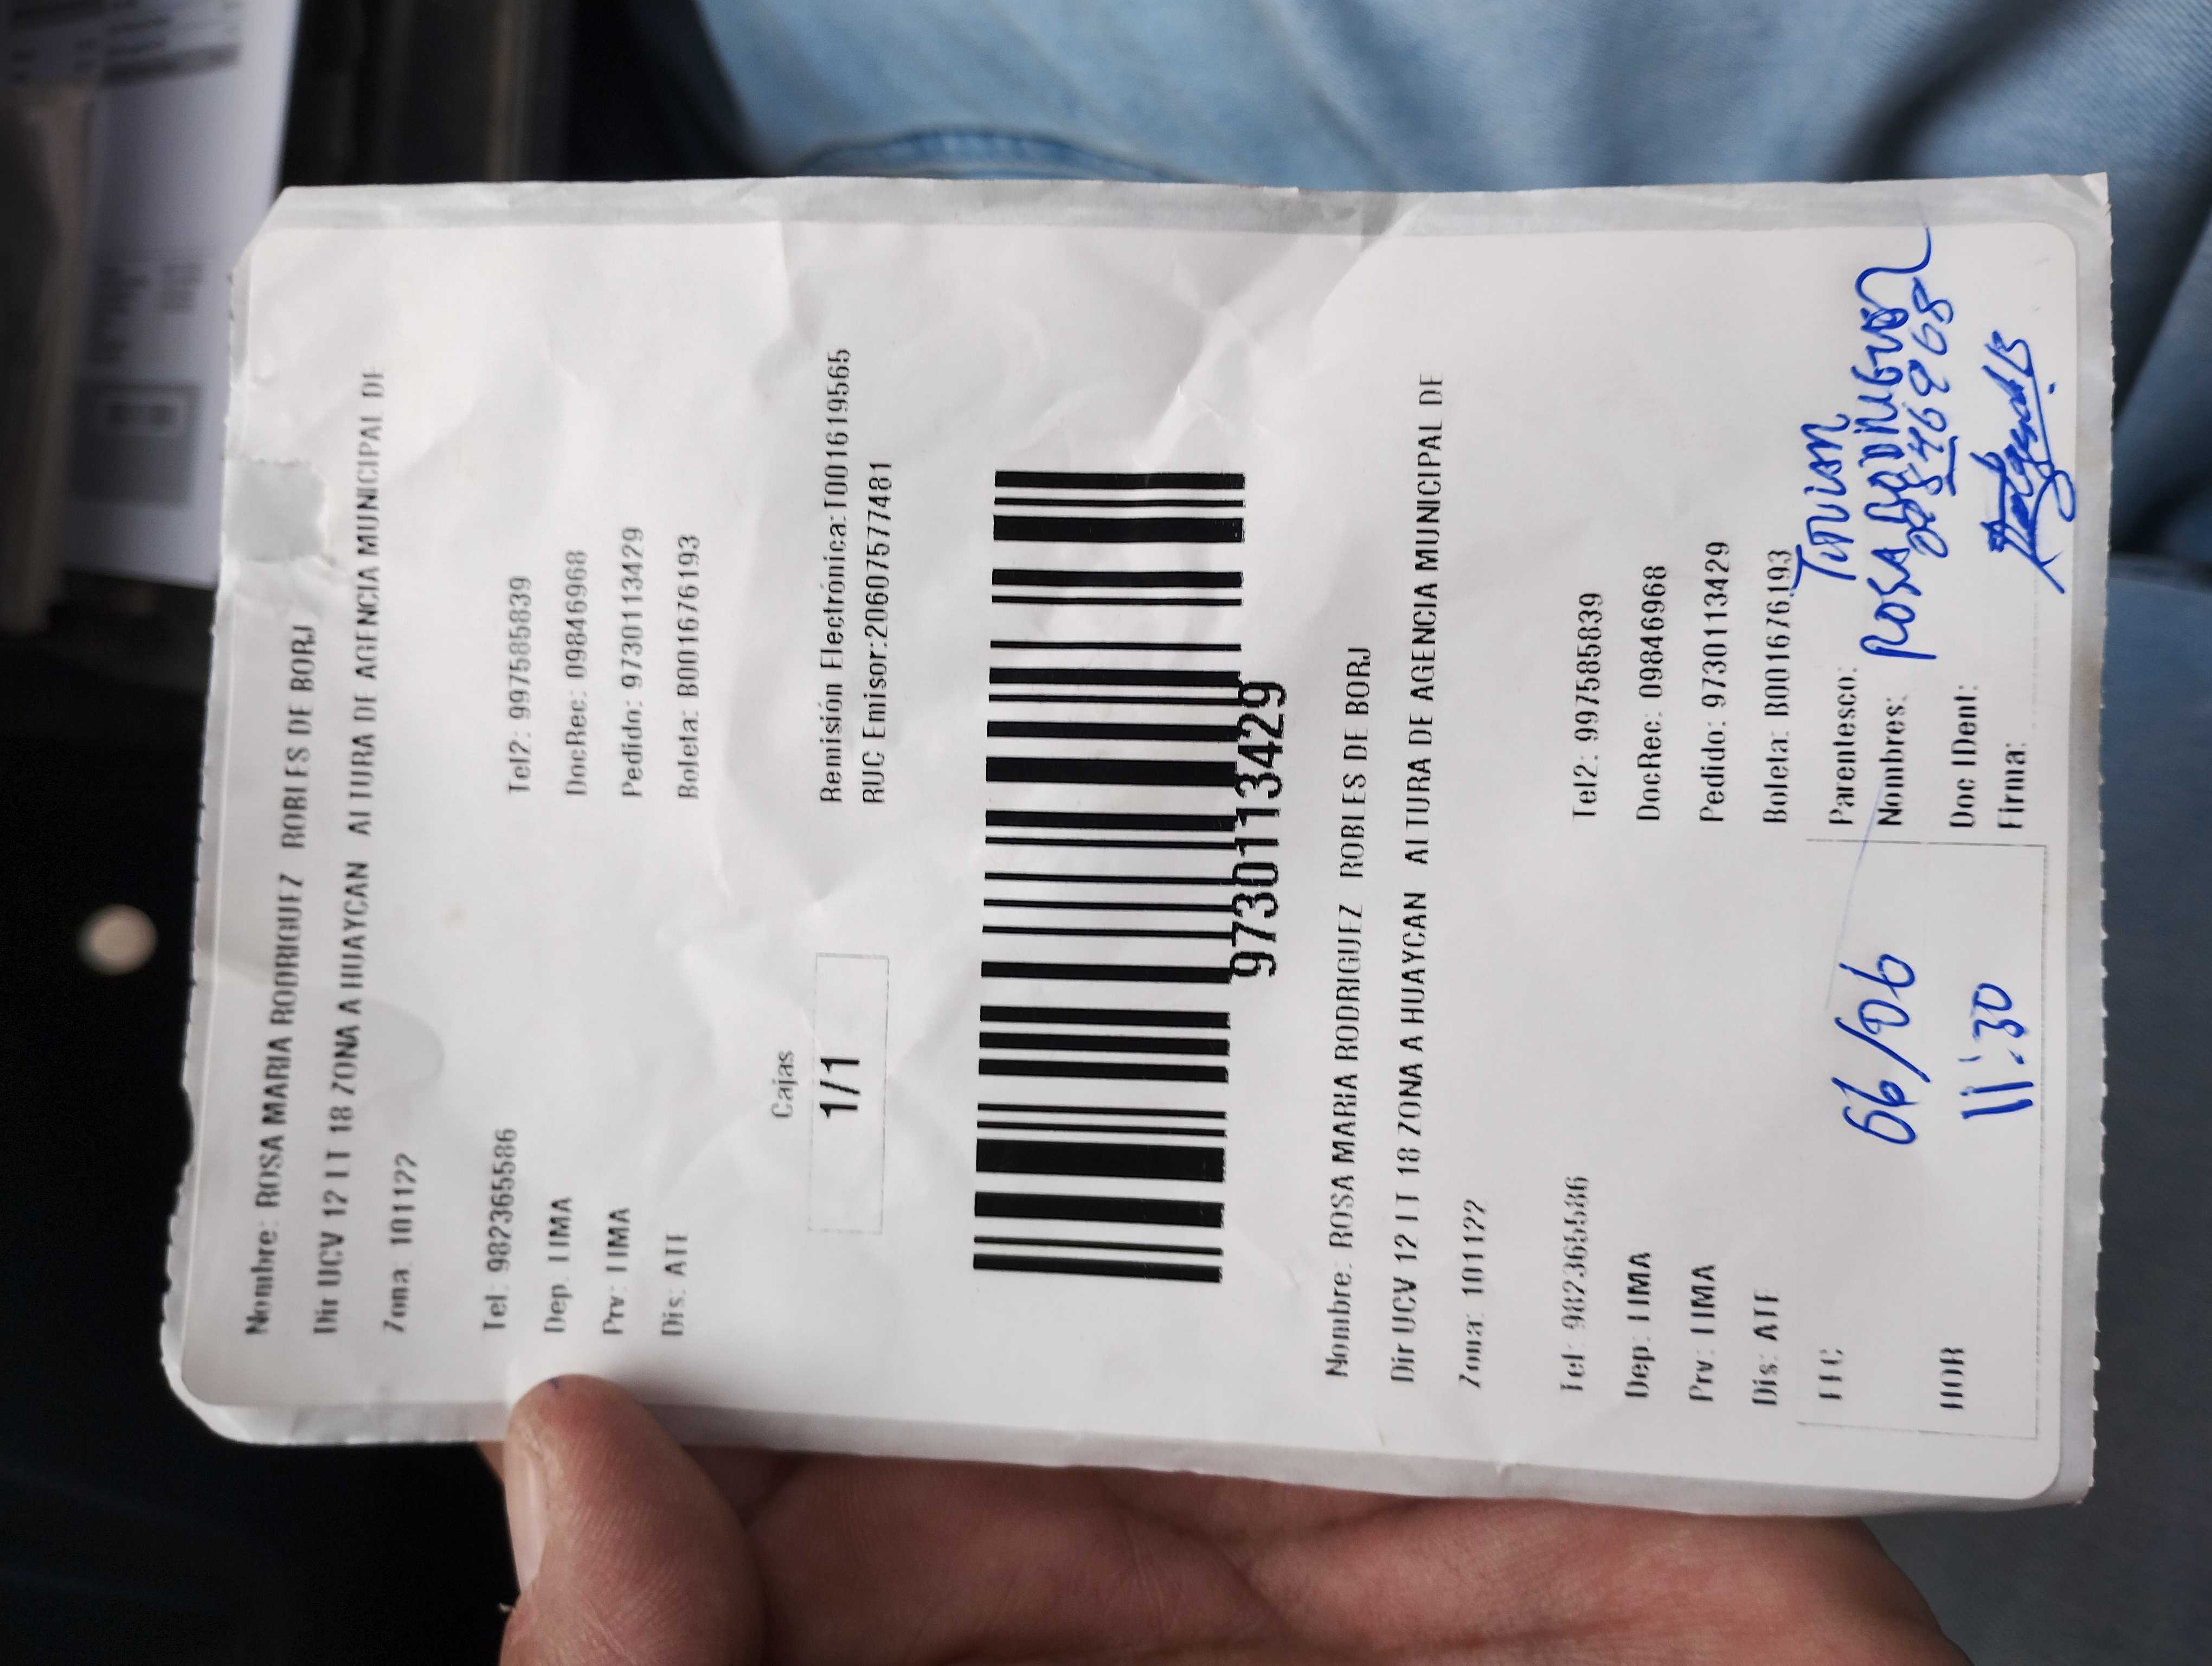 Nombre: ROSA MARIA RODRIGUEZ ROBLES DE BORJ
Dir UCV 12 LT 18 ZONA A HUAYCAN ALTURA DE AGENCIA MUNICIPAL DE
Zona: 101122
Tel: 982365586 Tel2: 997585839
Dep: LIMA DocRec: 09846968
Prv: LIMA Pedido: 9730113429
Dis: ATE Boleta: B001676193
Cajas
1/1
Remisión Electrónica:T001619565
RUC Emisor:20607577481
9730113429
Nombre: ROSA MARIA RODRIGUEZ ROBLES DE BORJ
Dir UCV 12 LT 18 ZONA A HUAYCAN ALTURA DE AGENCIA MUNICIPAL DE
Zona: 101122
Tel: 982365586 Tel2: 997585839
Dep: LIMA DocRec: 09846968
Prv: LIMA Pedido: 9730113429
Dis: ATE Boleta: B001676193
FEC 06/06
HOR 11:30
Parentesco: Titular
Nombres: ROSA RODRIGUEZ
Doc IDent: 09846968
Firma: